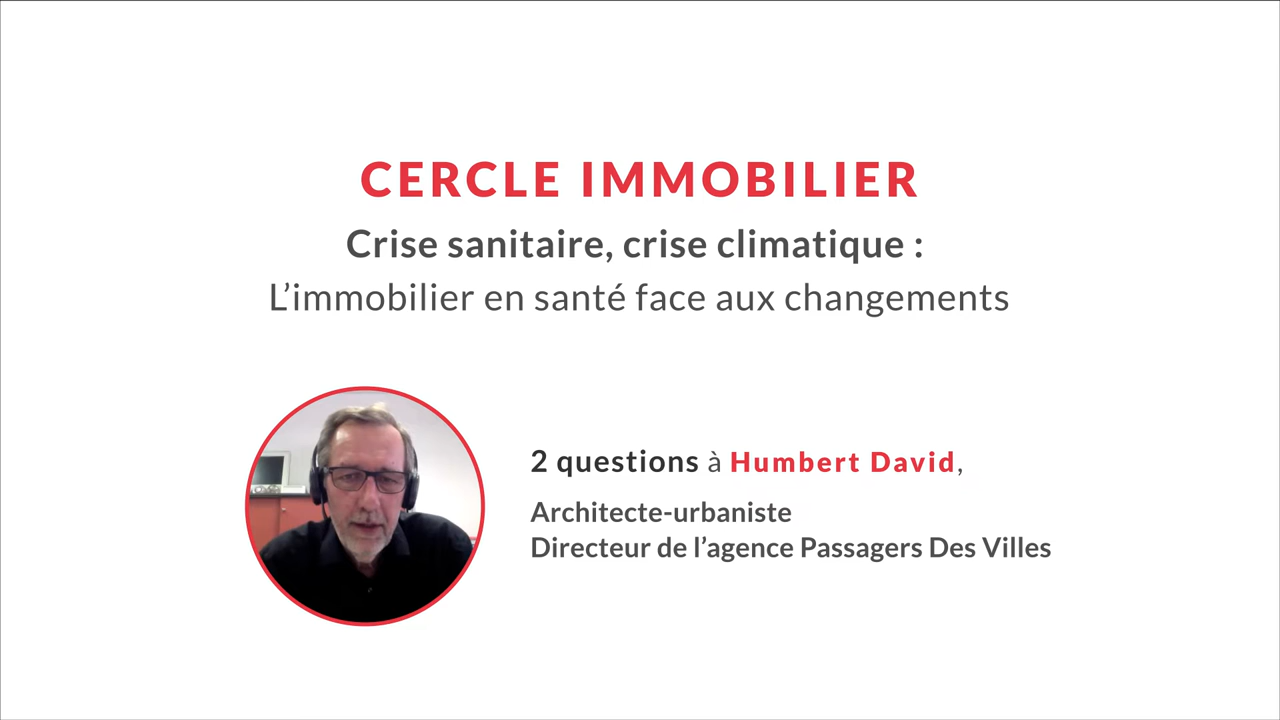 CERCLE IMMOBILIER
Crise sanitaire, crise climatique :
L’immobilier en santé face aux changements
2 questions à Humbert David,
Architecte-urbaniste
Directeur de l’agence Passagers Des Villes